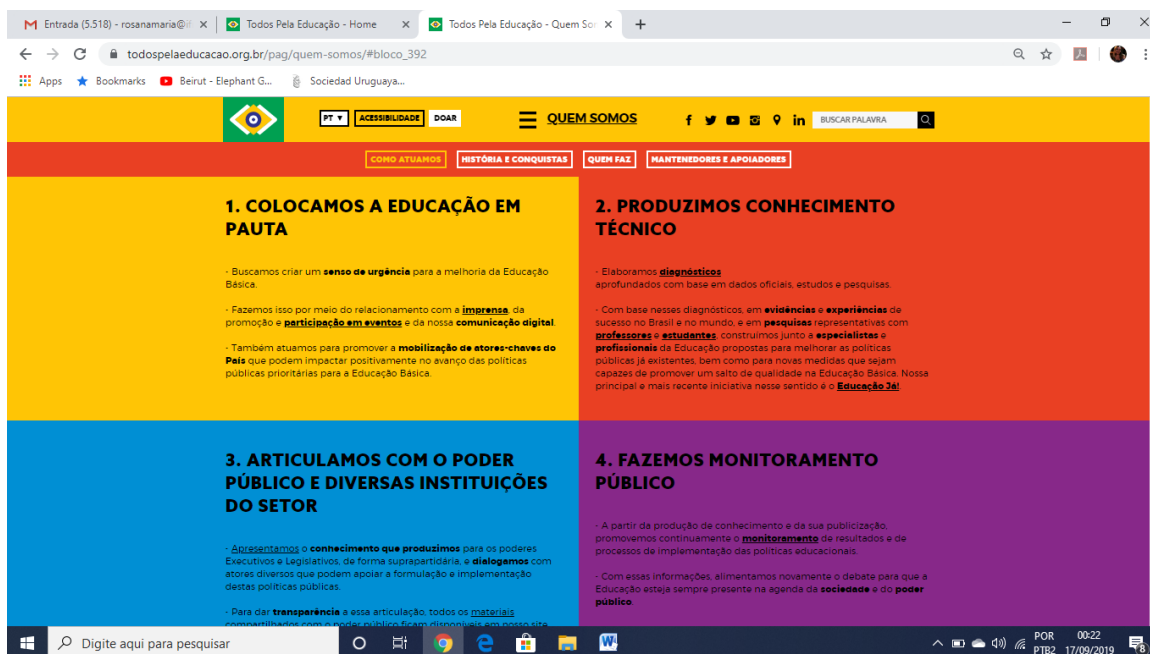 Entrada (5.518) - rosanamaria@if
Todos Pela Educação - Home
Todos Pela Educação - Quem Som
todospelaeducacao.org.br/pag/quem-somos/#bloco_392
Apps Bookmarks Beirut - Elephant G... Sociedad Uruguaya...
PT ▼ ACESSIBILIDADE DOAR QUEM SOMOS BUSCAR PALAVRA
COMO ATUAMOS HISTÓRIA E CONQUISTAS QUEM FAZ MANTENEDORES E APOIADORES
1. COLOCAMOS A EDUCAÇÃO EM
PAUTA
- Buscamos criar um senso de urgência para a melhoria da Educação
Básica.
- Fazemos isso por meio do relacionamento com a imprensa, da
promoção e participação em eventos e da nossa comunicação digital.
- Também atuamos para promover a mobilização de atores-chaves do
País que podem impactar positivamente no avanço das políticas
públicas prioritárias para a Educação Básica.
2. PRODUZIMOS CONHECIMENTO
TÉCNICO
- Elaboramos diagnósticos
aprofundados com base em dados oficiais, estudos e pesquisas.
- Com base nesses diagnósticos, em evidências e experiências de
sucesso no Brasil e no mundo, e em pesquisas representativas com
professores e estudantes, construímos junto a especialistas e
profissionais da Educação propostas para melhorar as políticas
públicas já existentes, bem como para novas medidas que sejam
capazes de promover um salto de qualidade na Educação Básica. Nossa
principal e mais recente iniciativa nesse sentido é o Educação Já!
3. ARTICULAMOS COM O PODER
PÚBLICO E DIVERSAS INSTITUIÇÕES
DO SETOR
- Apresentamos o conhecimento que produzimos para os poderes
Executivos e Legislativos, de forma suprapartidária, e dialogamos com
atores diversos que podem apoiar a formulação e implementação
destas políticas públicas.
- Para dar transparência a essa articulação, todos os materiais
compartilhados com o poder público ficam disponíveis em nosso site
4. FAZEMOS MONITORAMENTO
PÚBLICO
- A partir da produção de conhecimento e da sua publicização,
promovemos continuamente o monitoramento de resultados e de
processos de implementação das políticas educacionais.
- Com essas informações, alimentamos novamente o debate para que a
Educação esteja sempre presente na agenda da sociedade e do poder
público.
Digite aqui para pesquisar
POR 00:22
PTB2 17/09/2019 8